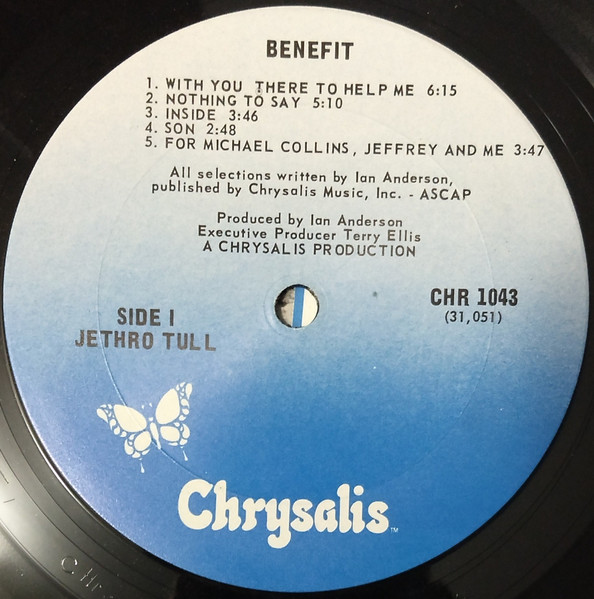 BENEFIT
1. WITH YOU THERE TO HELP ME 6:15
2. NOTHING TO SAY 5:10
3. INSIDE 3:46
4. SON 2:48
5. FOR MICHAEL COLLINS, JEFFREY AND ME 3:47
All selections written by Ian Anderson,
published by Chrysalis Music, Inc. - ASCAP
Produced by Ian Anderson
Executive Producer Terry Ellis
A CHRYSALIS PRODUCTION
SIDE I
JETHRO TULL
CHR 1043
(31,051)
Chrysalis™